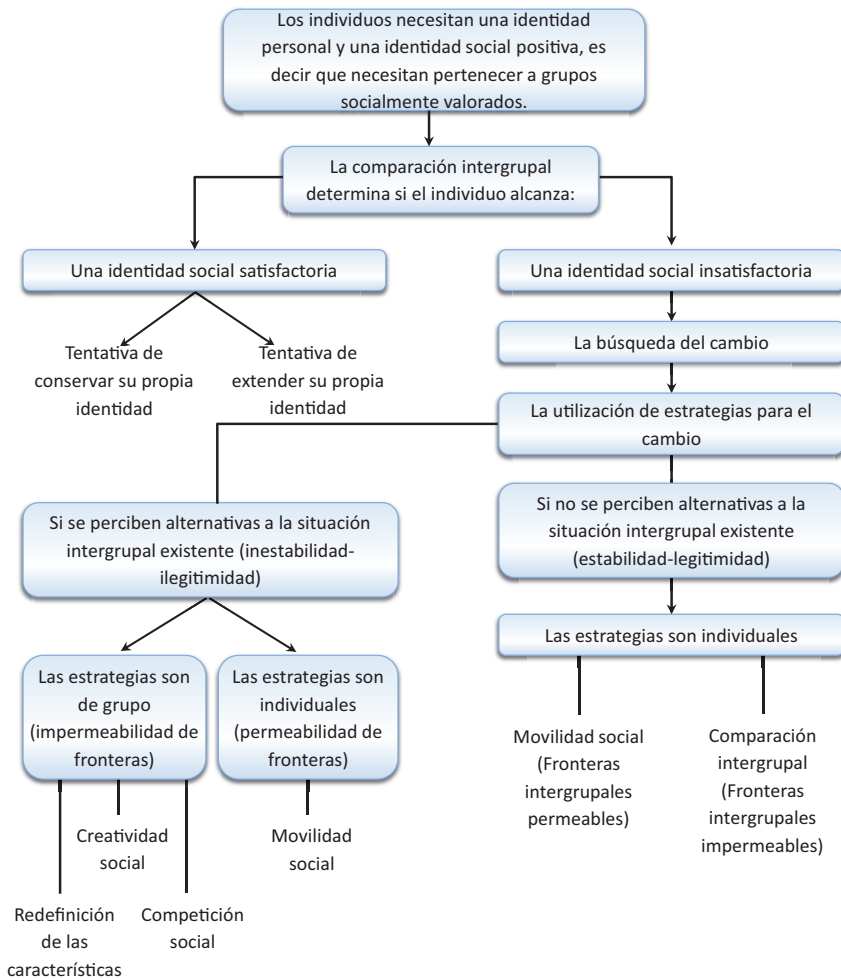 Los individuos necesitan una identidad
personal y una identidad social positiva, es
decir que necesitan pertenecer a grupos
socialmente valorados.
La comparación intergrupal
determina si el individuo alcanza:
Una identidad social satisfactoria
Una identidad social insatisfactoria
Tentativa de
conservar su propia
identidad
Tentativa de
extender su propia
identidad
La búsqueda del cambio
La utilización de estrategias para el
cambio
Si se perciben alternativas a la situación
intergrupal existente (inestabilidad-
ilegitimidad)
Si no se perciben alternativas a la
situación intergrupal existente
(estabilidad-legitimidad)
Las estrategias son individuales
Las estrategias son
de grupo
(impermeabilidad de
fronteras)
Las estrategias son
individuales
(permeabilidad de
fronteras)
Movilidad social
(Fronteras
intergrupales
permeables)
Comparación
intergrupal
(Fronteras
intergrupales
impermeables)
Creatividad
social
Movilidad
social
Redefinición
de las
características
Competición
social